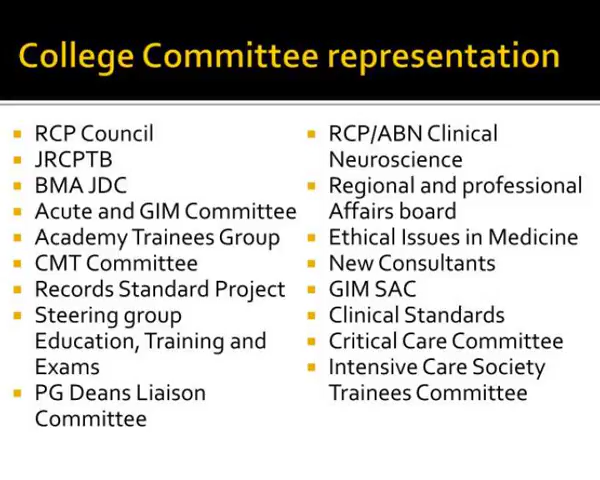 College Committee representation
RCP Council
JRCPTB
BMA JDC
Acute and GIM Committee
Academy Trainees Group
CMT Committee
Records Standard Project
Steering group
Education, Training and
Exams
PG Deans Liaison
Committee
RCP/ABN Clinical
Neuroscience
Regional and professional
Affairs board
Ethical Issues in Medicine
New Consultants
GIM SAC
Clinical Standards
Critical Care Committee
Intensive Care Society
Trainees Committee